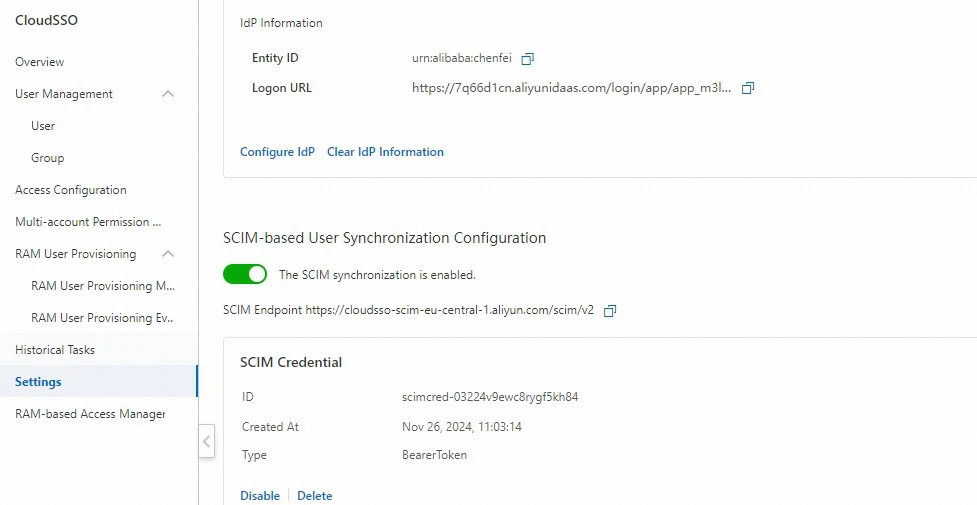 CloudSSO
Overview
User Management
User
Group
Access Configuration
Multi-account Permission ...
RAM User Provisioning
RAM User Provisioning M...
RAM User Provisioning Ev..
Historical Tasks
Settings
RAM-based Access Manager
IdP Information
Entity ID urn:alibaba:chenfei
Logon URL https://7q66d1cn.aliyunidaas.com/login/app/app_m3l...
Configure IdP Clear IdP Information
SCIM-based User Synchronization Configuration
The SCIM synchronization is enabled.
SCIM Endpoint https://cloudsso-scim-eu-central-1.aliyun.com/scim/v2
SCIM Credential
ID scimcred-03224v9ewc8rygf5kh84
Created At Nov 26, 2024, 11:03:14
Type BearerToken
Disable Delete